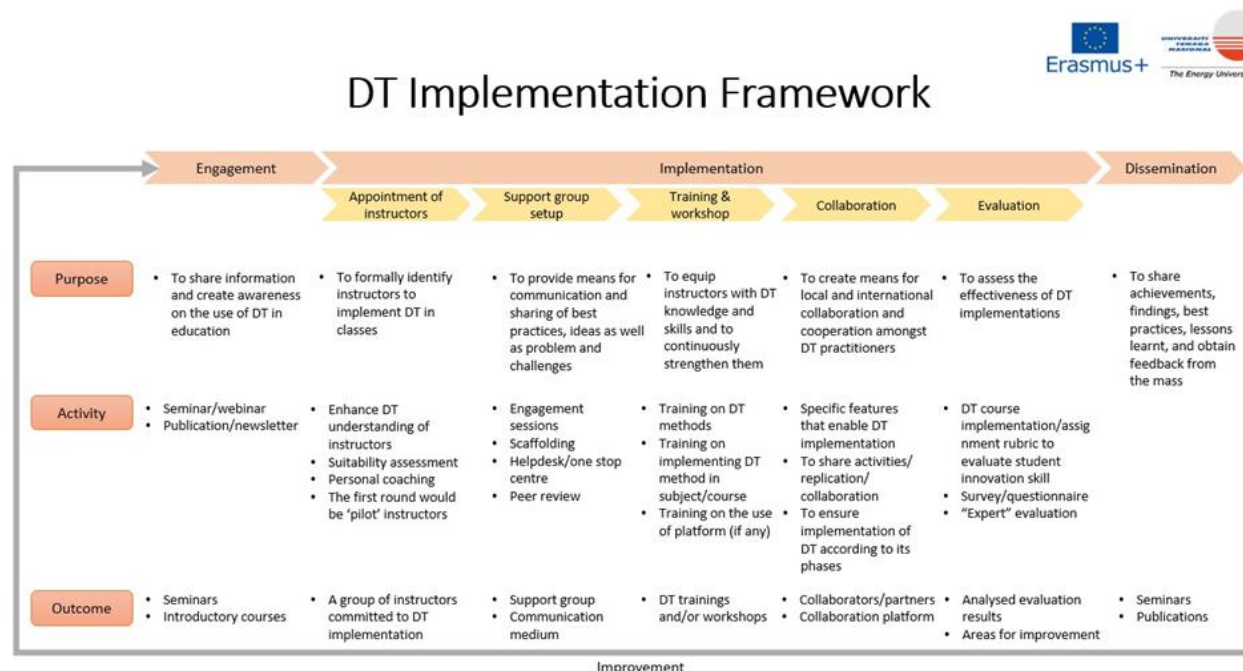 Erasmus+
UNIVERSITI
TENAGA
NASIONAL
The Energy
DT Implementation Framework
Engagement
Implementation
Dissemination
Appointment of
instructors
Support group
setup
Training &
workshop
Collaboration
Evaluation
Purpose
• To share information
and create awareness
on the use of DT in
education
• To formally identify
instructors to
implement DT in
classes
• To provide means for
communication and
sharing of best
practices, ideas as well
as problem and
challenges
• To equip
instructors with DT
knowledge and
skills and to
continuously
strengthen them
• To create means for
local and international
collaboration and
cooperation amongst
DT practitioners
• To assess the
effectiveness of DT
implementations
• To share
achievements,
findings, best
practices, lessons
learnt, and obtain
feedback from
the mass
Activity
• Seminar/webinar
• Publication/newsletter
• Enhance DT
understanding of
instructors
• Suitability assessment
• Personal coaching
• The first round would
be ‘pilot’ instructors
• Engagement
sessions
• Scaffolding
• Helpdesk/one stop
centre
• Peer review
• Training on DT
methods
• Training on
implementing DT
method in
subject/course
• Training on the use
of platform (if any)
• Specific features
that enable DT
implementation
• To share activities/
replication/
collaboration
• To ensure
implementation of
DT according to its
phases
• DT course
implementation/assig
nment rubric to
evaluate student
innovation skill
• Survey/questionnaire
• “Expert” evaluation
Outcome
• Seminars
• Introductory courses
• A group of instructors
committed to DT
implementation
• Support group
• Communication
medium
• DT trainings
and/or workshops
• Collaborators/partners
• Collaboration platform
• Analysed evaluation
results
• Areas for improvement
• Seminars
• Publications
Improvement